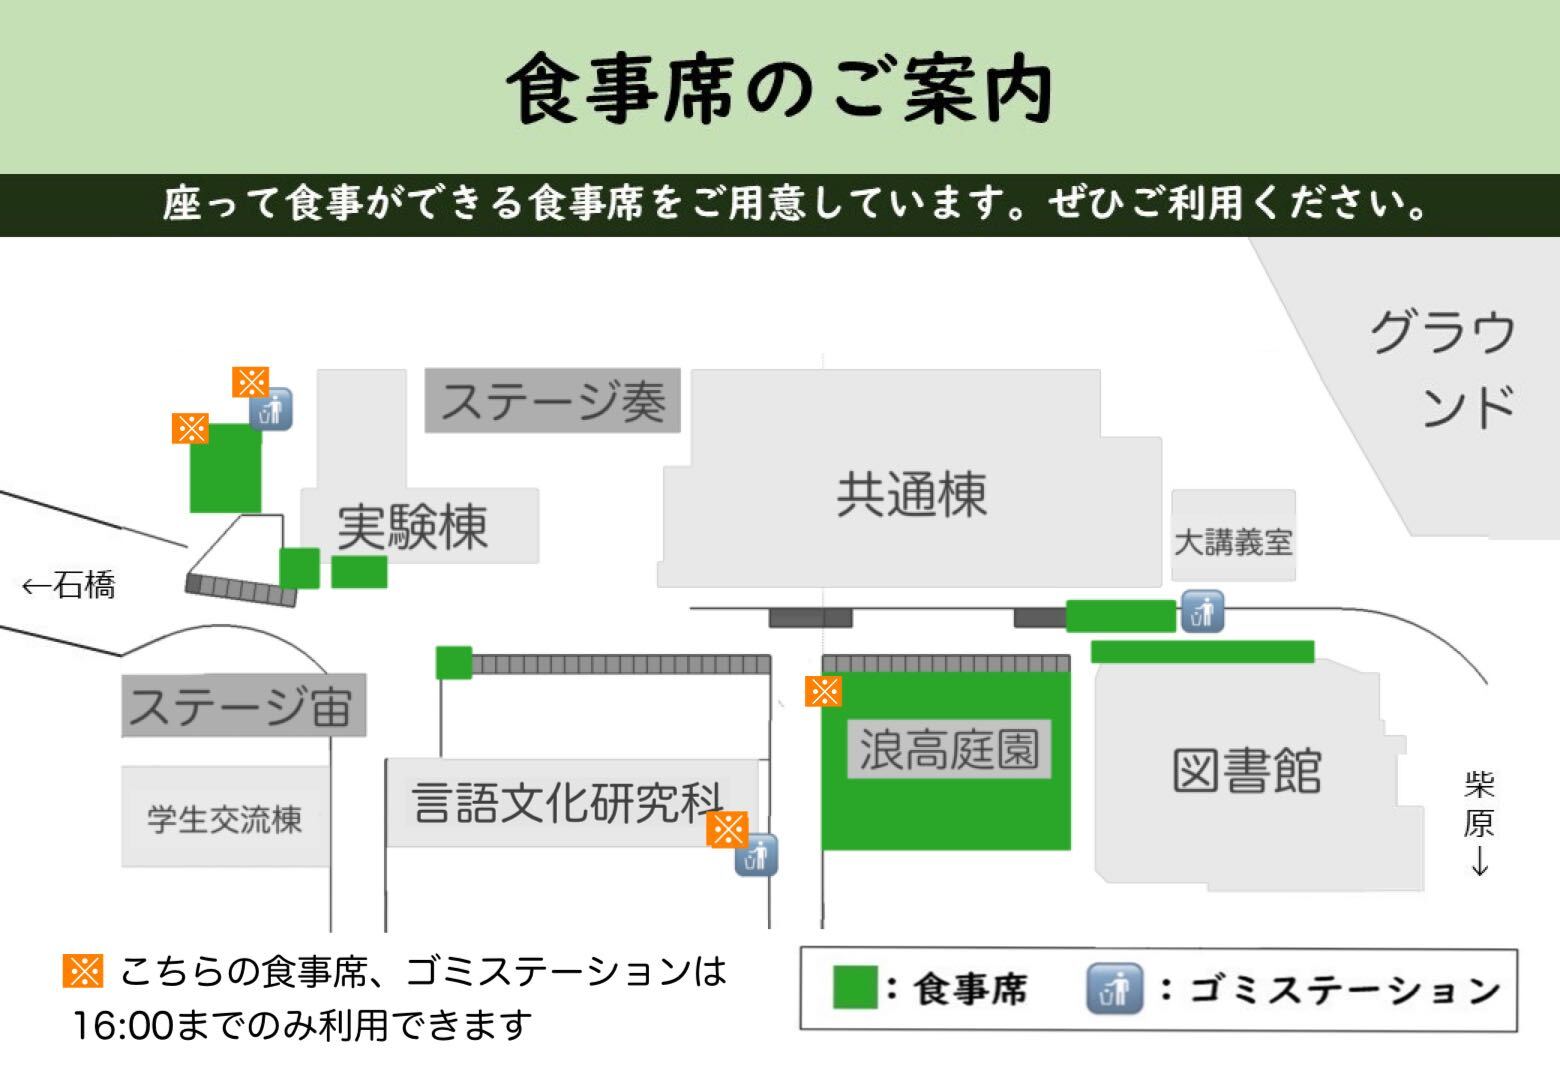 食事席のご案内
座って食事ができる食事席をご用意しています。ぜひご利用ください。
グラウ
ンド
※
ステージ奏
※
共通棟
実験棟
大講義室
←石橋
※
ステージ宙
浪高庭園
図書館
言語文化研究科
学生交流棟
※
柴原↓
※ こちらの食事席、ゴミステーションは
16:00までのみ利用できます
：食事席
：ゴミステーション